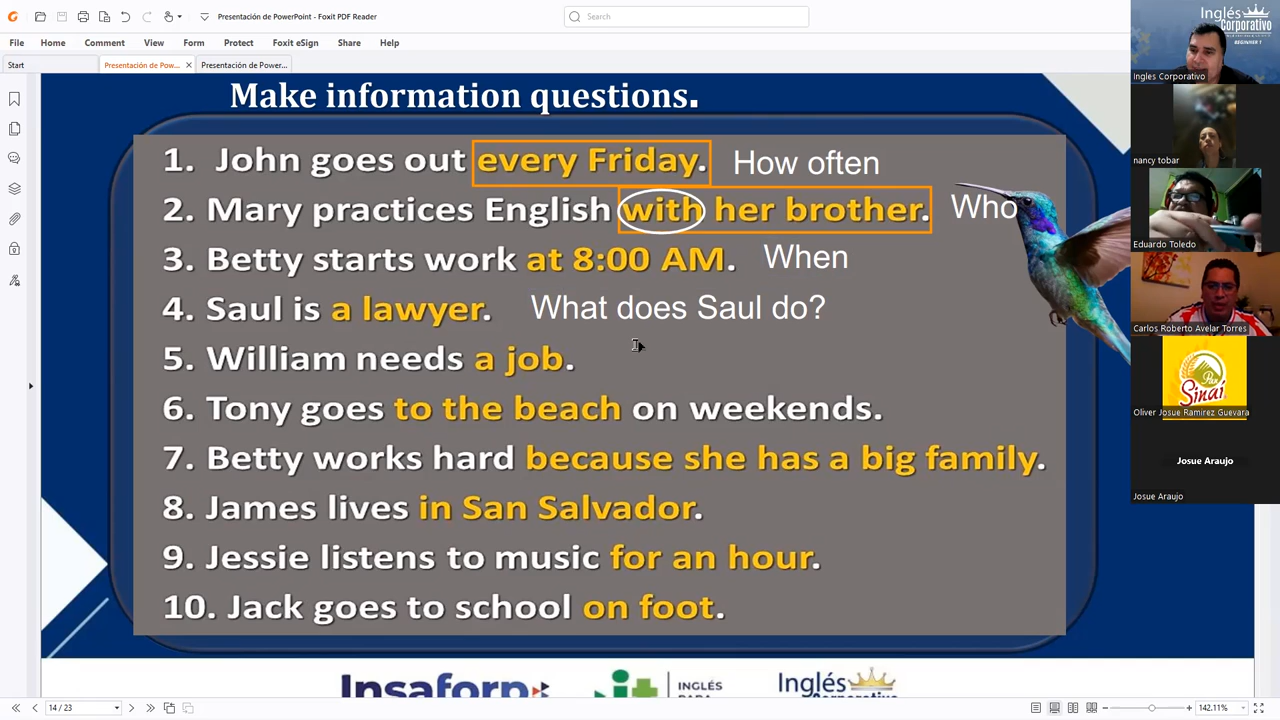 Presentación de PowerPoint - Foxit PDF Reader
Search
File Home Comment View Form Protect Foxit eSign Share Help
Start Presentación de Pow... Presentación de Power...
Make information questions.
1. John goes out every Friday. How often
2. Mary practices English with her brother. Who
3. Betty starts work at 8:00 AM. When
4. Saul is a lawyer. What does Saul do?
5. William needs a job.
6. Tony goes to the beach on weekends.
7. Betty works hard because she has a big family.
8. James lives in San Salvador.
9. Jessie listens to music for an hour.
10. Jack goes to school on foot.
Insaforp
INGLÉS
Inglés
Corporativo
14 / 23
142.11%
Inglés
Corporativo
BEGINNER 1
Ingles Corporativo
nancy tobar
Eduardo Toledo
Carlos Roberto Avelar Torres
Pan
Sinaí
Oliver Josue Ramirez Guevara
Josue Araujo
Josue Araujo